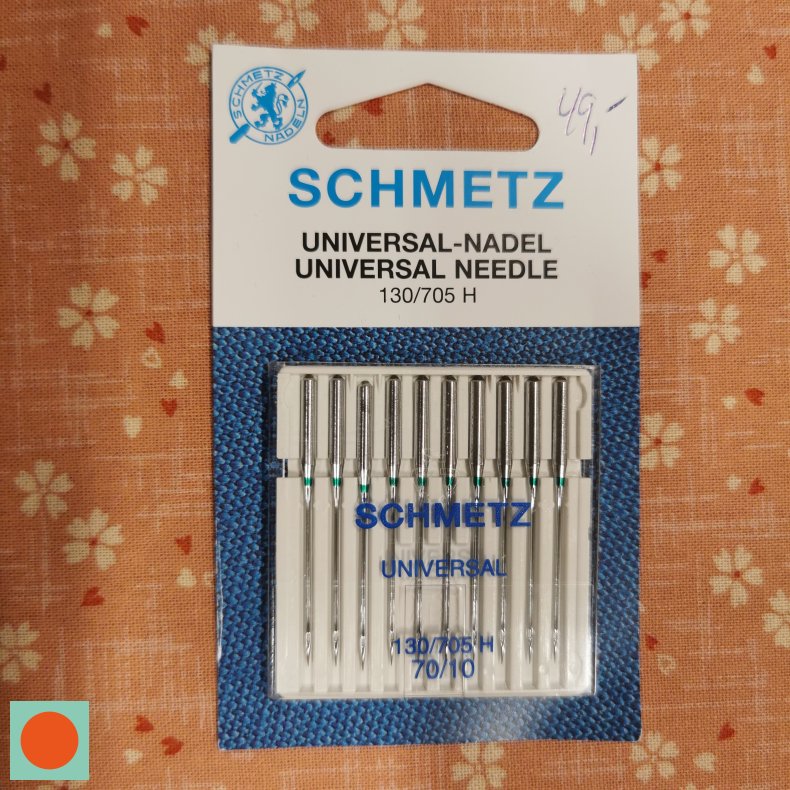 SCHMETZ
NADELN
49,-
SCHMETZ
UNIVERSAL-NADEL
UNIVERSAL NEEDLE
130/705 H
SCHMETZ
UNIVERSAL
130/705 H
70/10